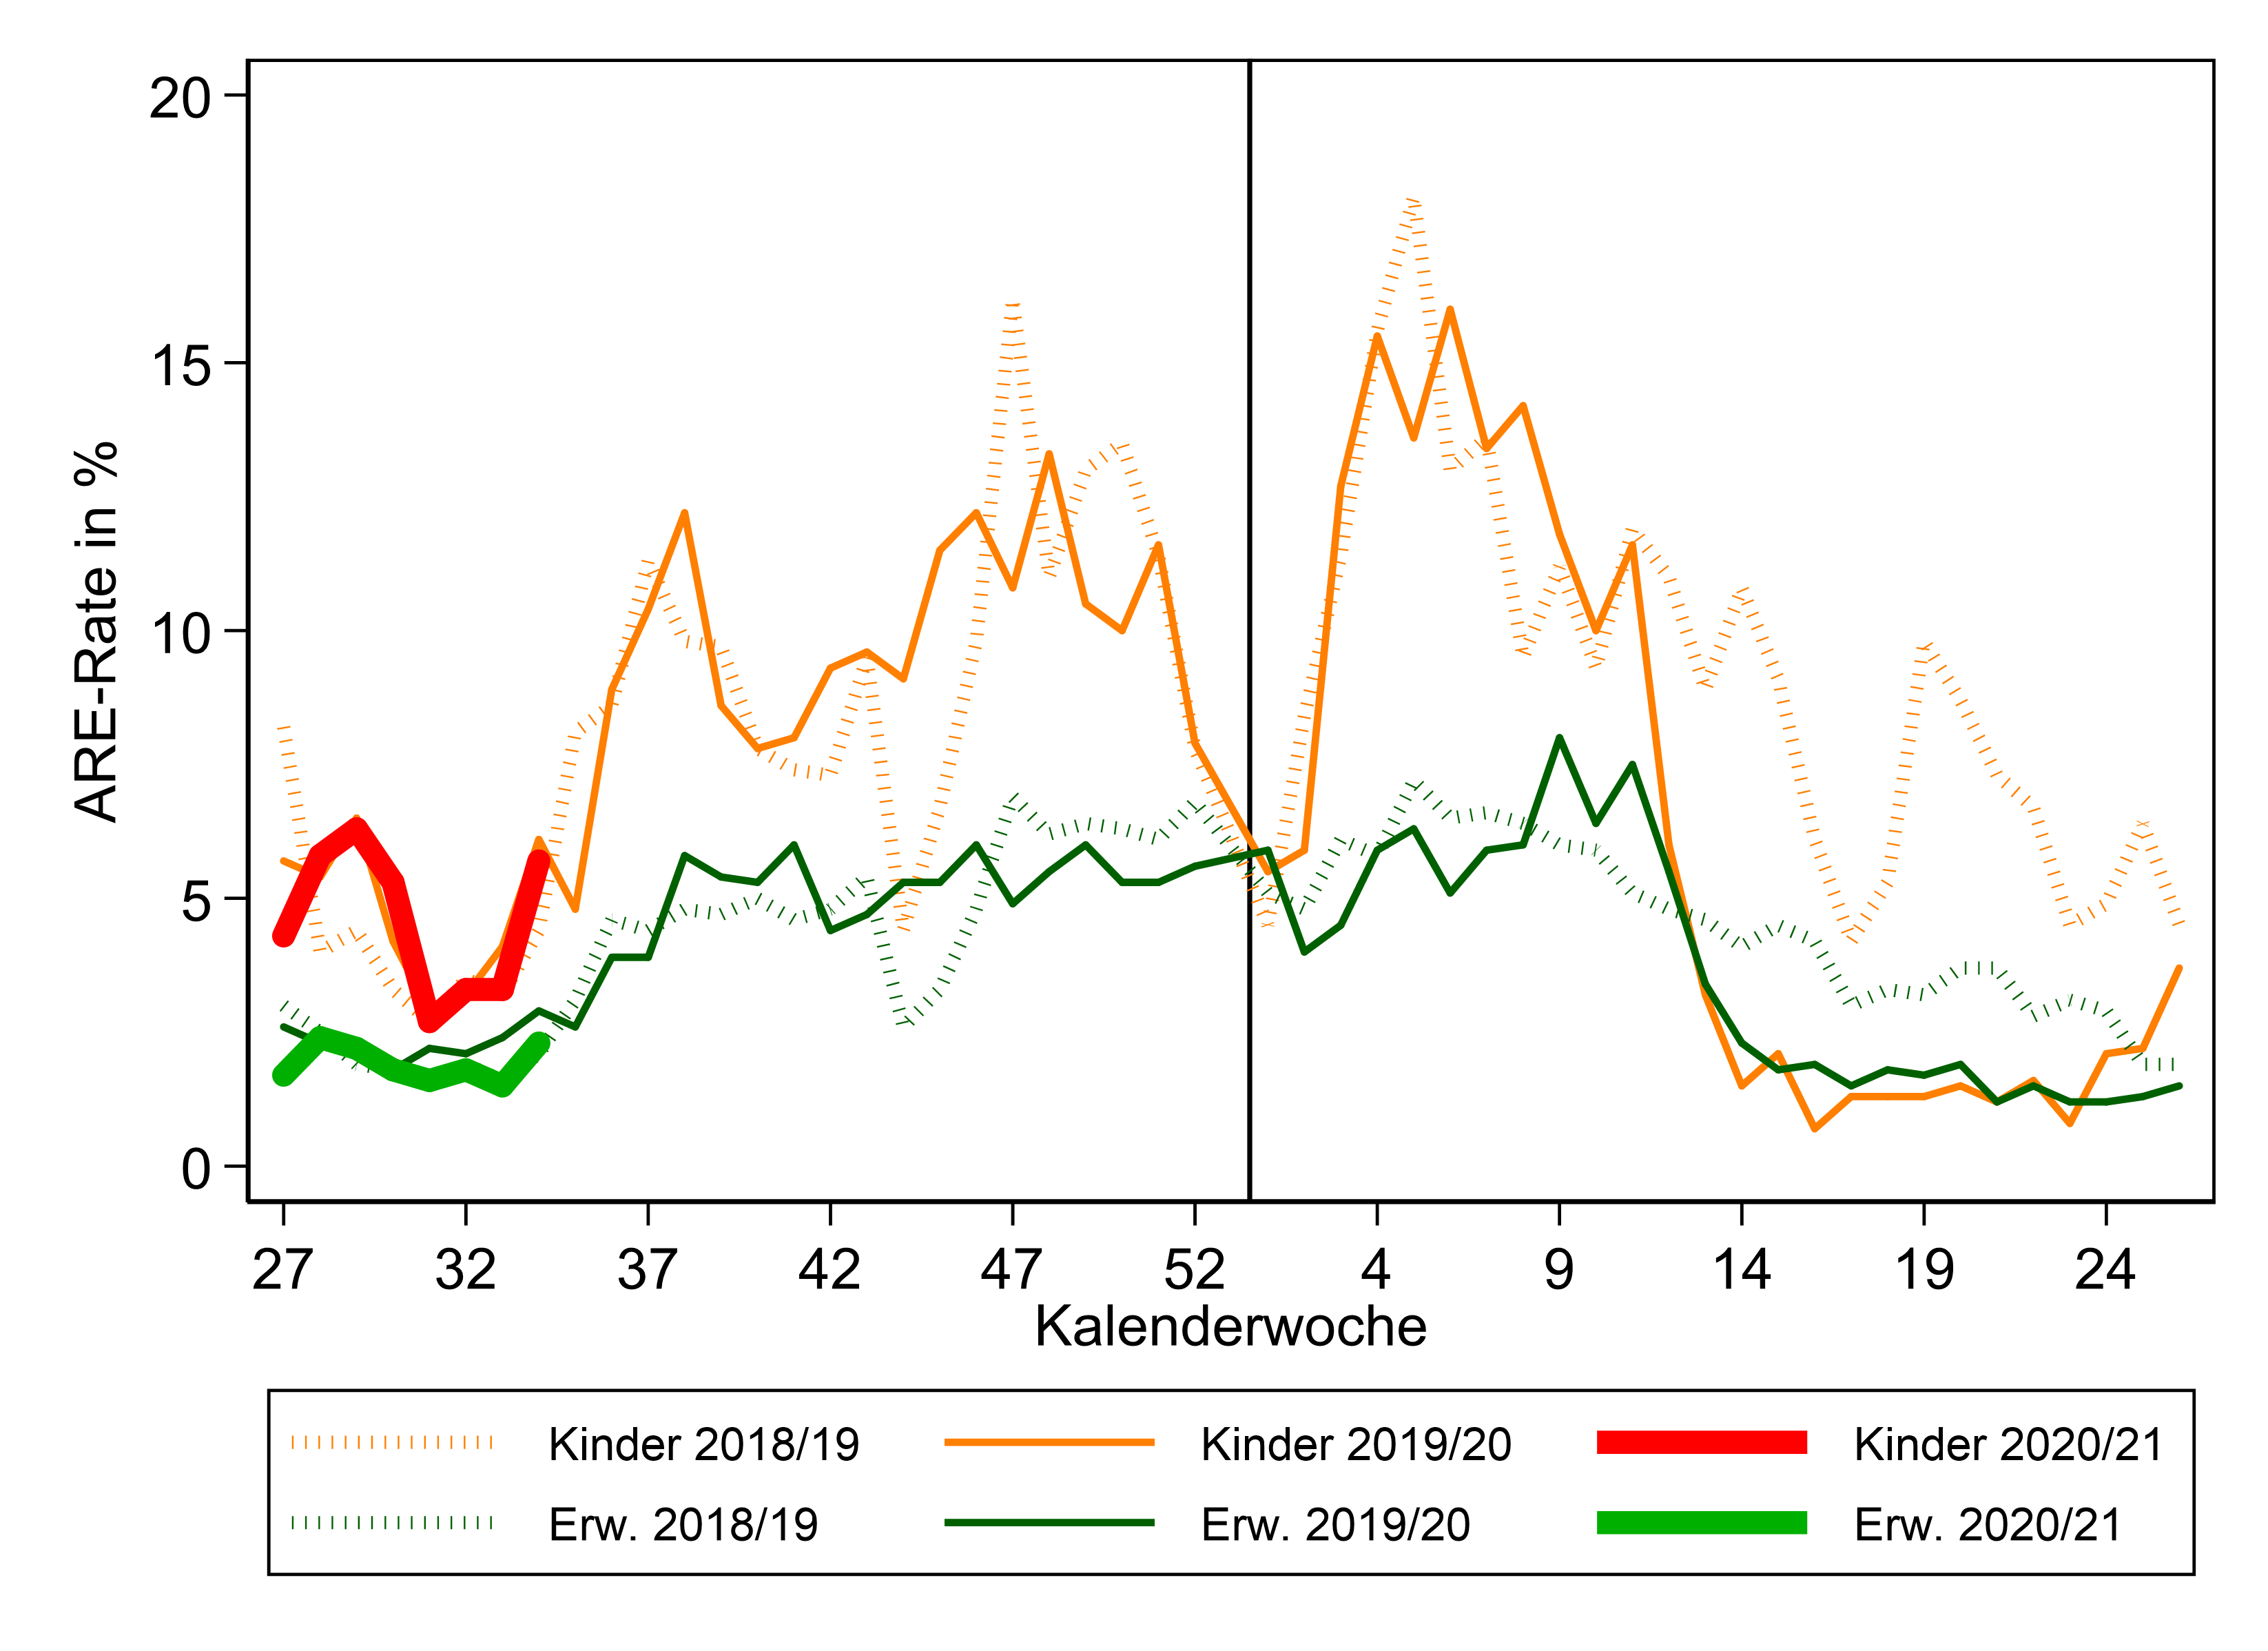 20
15
10
5
0
ARE-Rate in %
27 32 37 42 47 52 4 9 14 19 24
Kalenderwoche
Kinder 2018/19 Kinder 2019/20 Kinder 2020/21
Erw. 2018/19 Erw. 2019/20 Erw. 2020/21